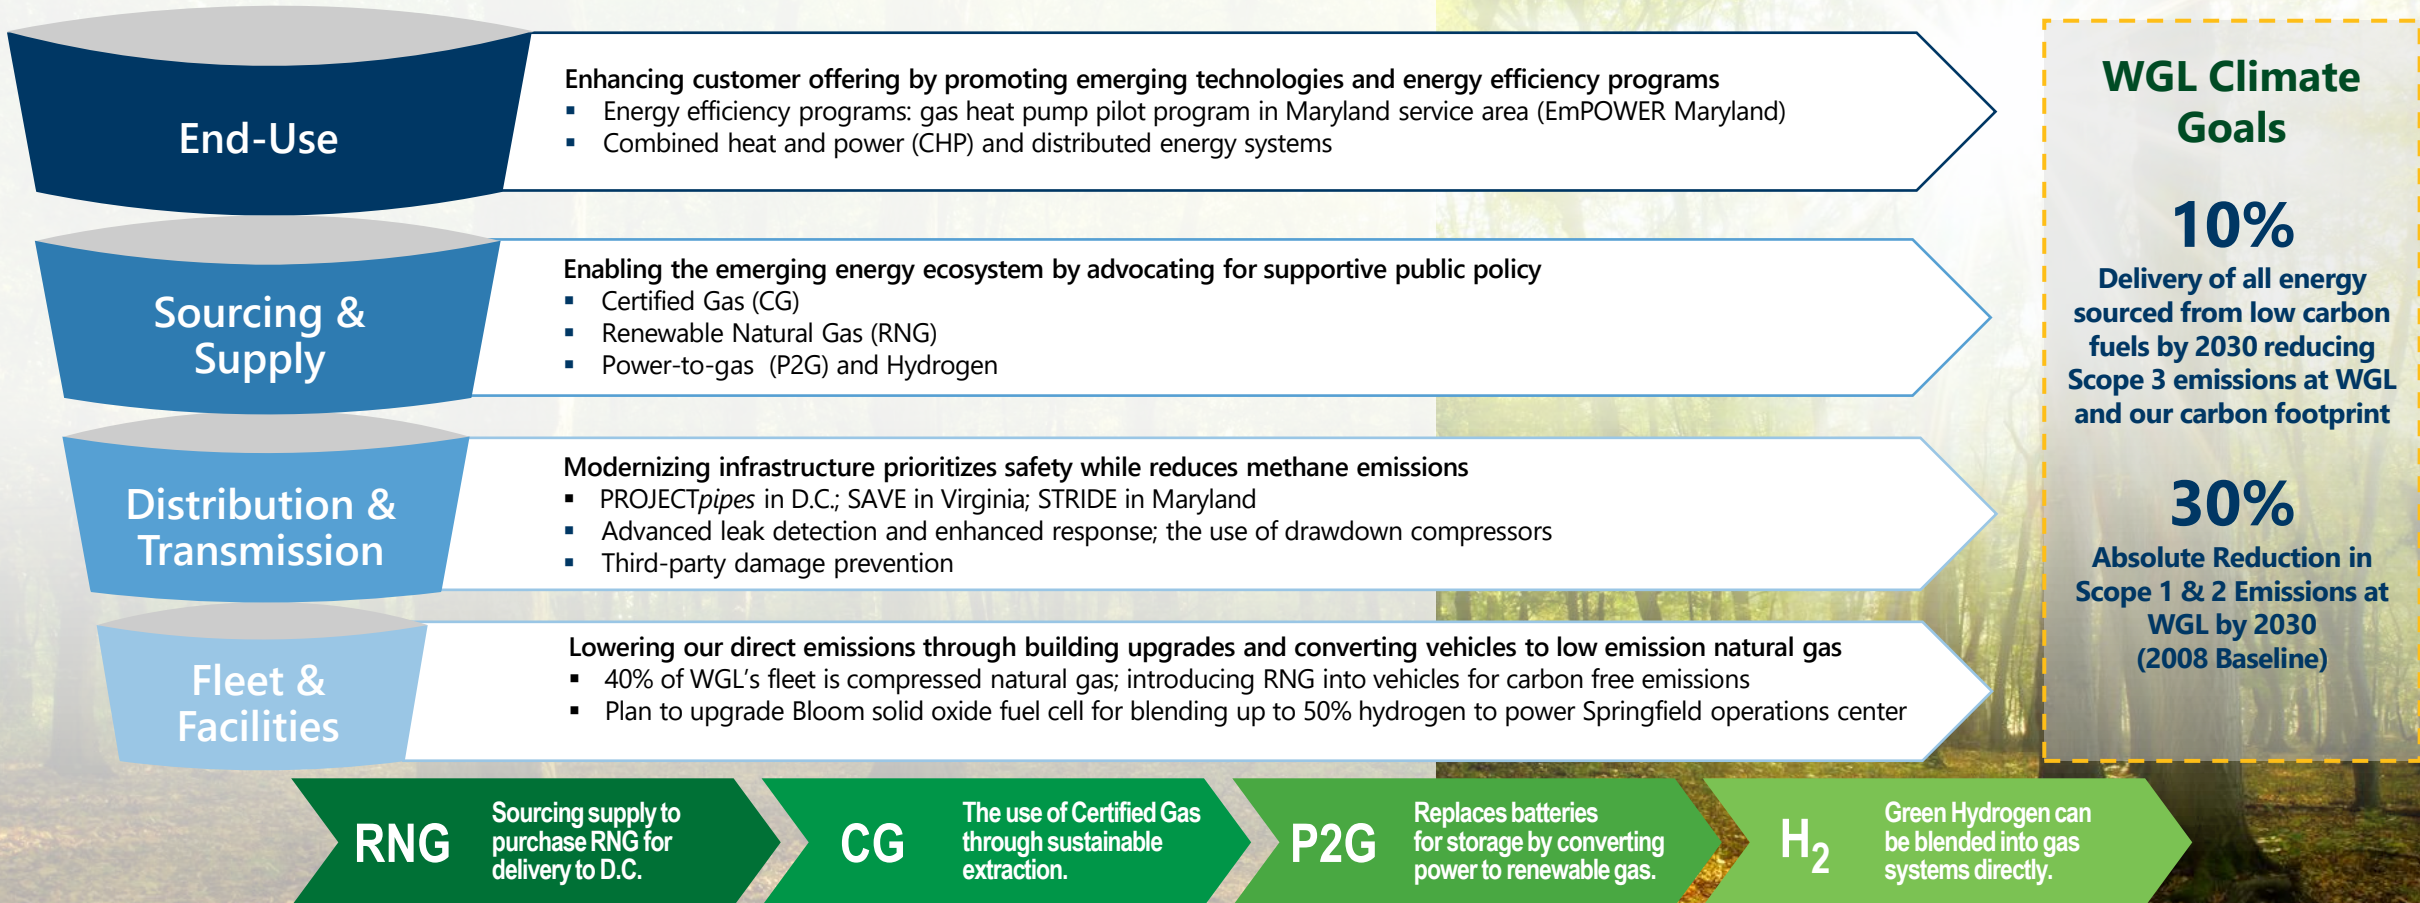 End-Use
Enhancing customer offering by promoting emerging technologies and energy efficiency programs
▪ Energy efficiency programs: gas heat pump pilot program in Maryland service area (EmPOWER Maryland)
▪ Combined heat and power (CHP) and distributed energy systems
Sourcing &
Supply
Enabling the emerging energy ecosystem by advocating for supportive public policy
▪ Certified Gas (CG)
▪ Renewable Natural Gas (RNG)
▪ Power-to-gas (P2G) and Hydrogen
Distribution &
Transmission
Modernizing infrastructure prioritizes safety while reduces methane emissions
▪ PROJECTpipes in D.C.; SAVE in Virginia; STRIDE in Maryland
▪ Advanced leak detection and enhanced response; the use of drawdown compressors
▪ Third-party damage prevention
Fleet &
Facilities
Lowering our direct emissions through building upgrades and converting vehicles to low emission natural gas
▪ 40% of WGL's fleet is compressed natural gas; introducing RNG into vehicles for carbon free emissions
▪ Plan to upgrade Bloom solid oxide fuel cell for blending up to 50% hydrogen to power Springfield operations center
WGL Climate
Goals
10%
Delivery of all energy
sourced from low carbon
fuels by 2030 reducing
Scope 3 emissions at WGL
and our carbon footprint
30%
Absolute Reduction in
Scope 1 & 2 Emissions at
WGL by 2030
(2008 Baseline)
RNG
Sourcing supply to
purchase RNG for
delivery to D.C.
CG
The use of Certified Gas
through sustainable
extraction.
P2G
Replaces batteries
for storage by converting
power to renewable gas.
H2
Green Hydrogen can
be blended into gas
systems directly.